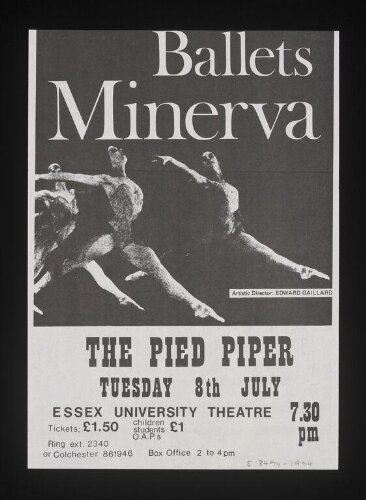 Ballets
Minerva
Artistic Director: EDWARD GAILLARD
THE PIED PIPER
TUESDAY 8th JULY
ESSEX UNIVERSITY THEATRE 7.30 pm
Tickets; £1.50 children students O.A.Ps £1
Ring ext. 2340
or Colchester 861946 Box Office 2 to 4pm